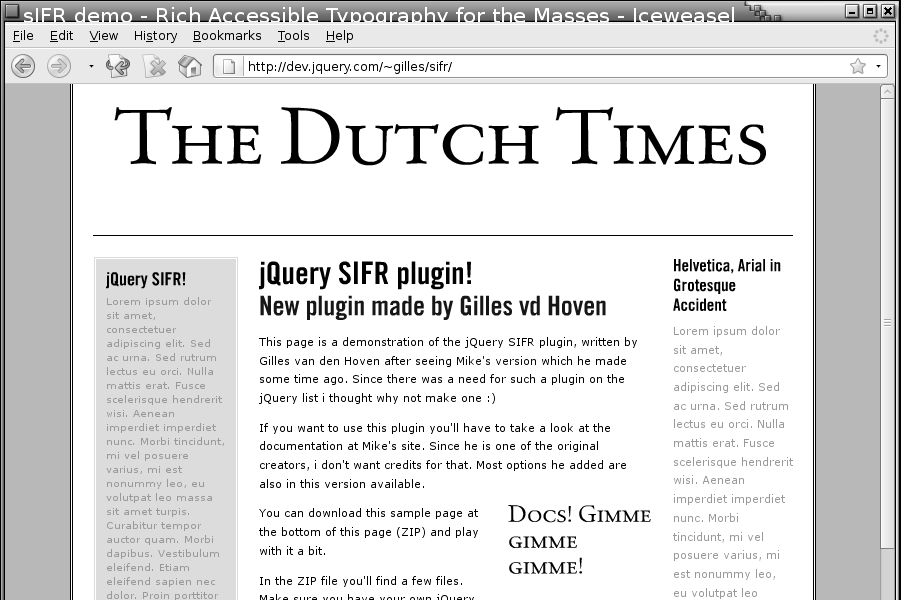 sIFR demo - Rich Accessible Typography for the Masses - Iceweasel
File Edit View History Bookmarks Tools Help
http://dev.jquery.com/~gilles/sifr/
The Dutch Times
jQuery SIFR!
Lorem ipsum dolor
sit amet,
consectetuer
adipiscing elit. Sed
ac urna. Sed rutrum
lectus eu orci. Nulla
mattis erat. Fusce
scelerisque hendrerit
wisi. Aenean
imperdiet imperdiet
nunc. Morbi tincidunt,
mi vel posuere
varius, mi est
nonummy leo, eu
volutpat leo massa
sit amet turpis.
Curabitur tempor
auctor quam. Morbi
dapibus. Vestibulum
eleifend. Etiam
eleifend sapien nec
dolor. Proin porttitor
jQuery SIFR plugin!
New plugin made by Gilles vd Hoven
This page is a demonstration of the jQuery SIFR plugin, written by
Gilles van den Hoven after seeing Mike's version which he made
some time ago. Since there was a need for such a plugin on the
jQuery list i thought why not make one :)
If you want to use this plugin you'll have to take a look at the
documentation at Mike's site. Since he is one of the original
creators, i don't want credits for that. Most options he added are
also in this version available.
You can download this sample page at
the bottom of this page (ZIP) and play
with it a bit.
In the ZIP file you'll find a few files.
Make sure you have your own jQuery
Docs! Gimme
gimme
gimme!
Helvetica, Arial in
Grotesque
Accident
Lorem ipsum dolor
sit amet,
consectetuer
adipiscing elit. Sed
ac urna. Sed rutrum
lectus eu orci. Nulla
mattis erat. Fusce
scelerisque hendrerit
wisi. Aenean
imperdiet imperdiet
nunc. Morbi
tincidunt, mi vel
posuere varius, mi
est nonummy leo,
eu volutpat leo